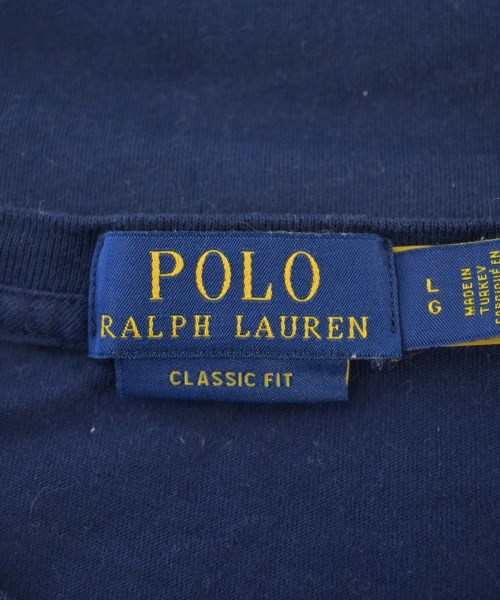 POLO
RALPH LAUREN
CLASSIC FIT
L
G
MADE IN
TURKEY